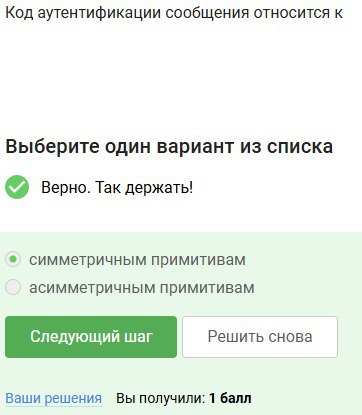 Код аутентификации сообщения относится к
Выберите один вариант из списка
Верно. Так держать!
симметричным примитивам
асимметричным примитивам
Следующий шаг Решить снова
Ваши решения Вы получили: 1 балл